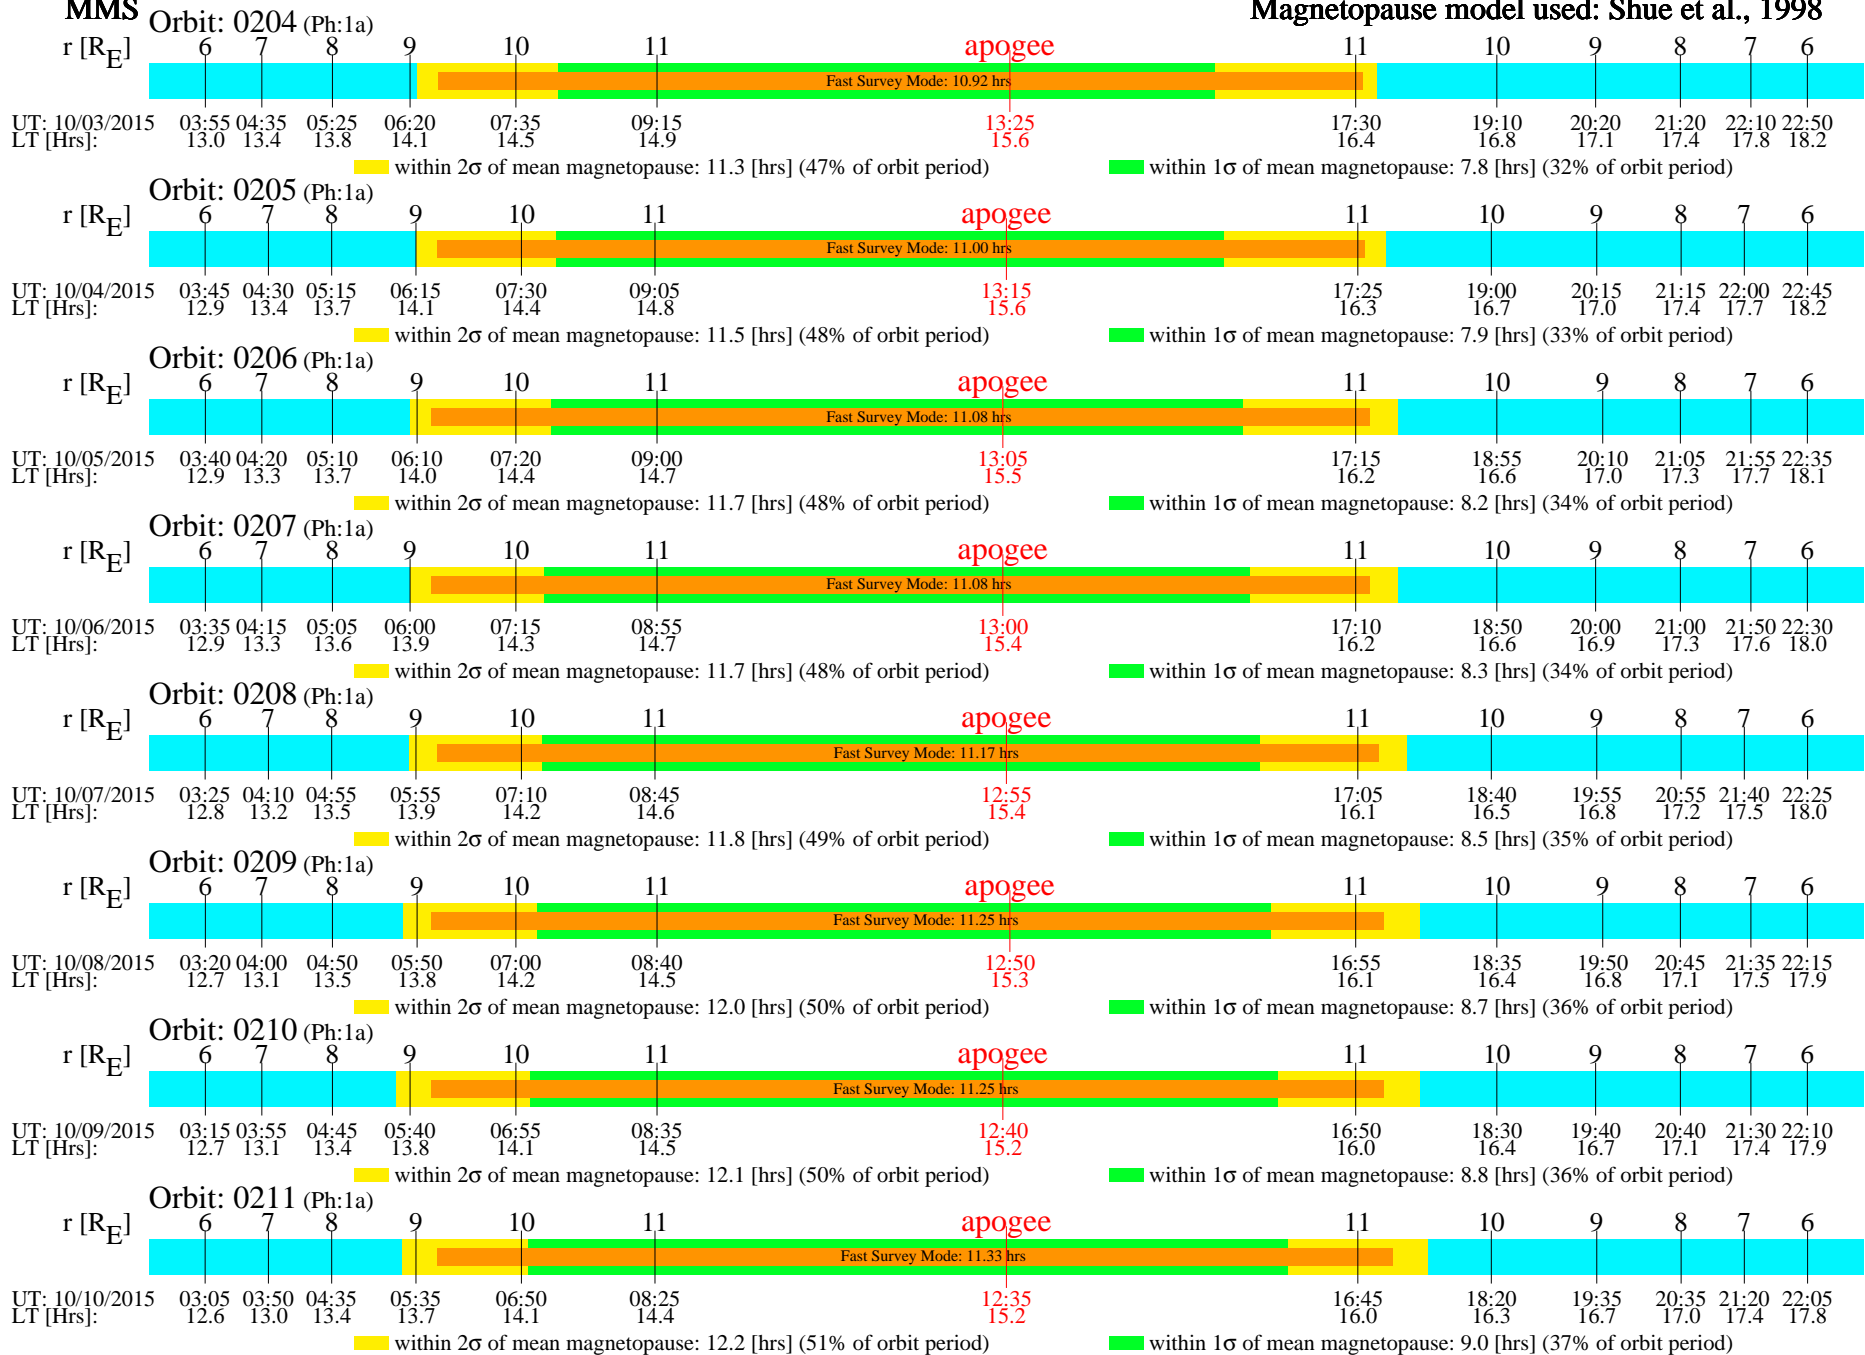 MMS Magnetopause model used: Shue et al., 1998
Orbit: 0204 (Ph:1a)
r [RE] 6 7 8 9 10 11 apogee 11 10 9 8 7 6
Fast Survey Mode: 10.92 hrs
UT: 10/03/2015 03:55 04:35 05:25 06:20 07:35 09:15 13:25 17:30 19:10 20:20 21:20 22:10 22:50
LT [Hrs]: 13.0 13.4 13.8 14.1 14.5 14.9 15.6 16.4 16.8 17.1 17.4 17.8 18.2
within 2σ of mean magnetopause: 11.3 [hrs] (47% of orbit period) within 1σ of mean magnetopause: 7.8 [hrs] (32% of orbit period)
Orbit: 0205 (Ph:1a)
r [RE] 6 7 8 9 10 11 apogee 11 10 9 8 7 6
Fast Survey Mode: 11.00 hrs
UT: 10/04/2015 03:45 04:30 05:15 06:15 07:30 09:05 13:15 17:25 19:00 20:15 21:15 22:00 22:45
LT [Hrs]: 12.9 13.4 13.7 14.1 14.4 14.8 15.6 16.3 16.7 17.0 17.4 17.7 18.2
within 2σ of mean magnetopause: 11.5 [hrs] (48% of orbit period) within 1σ of mean magnetopause: 7.9 [hrs] (33% of orbit period)
Orbit: 0206 (Ph:1a)
r [RE] 6 7 8 9 10 11 apogee 11 10 9 8 7 6
Fast Survey Mode: 11.08 hrs
UT: 10/05/2015 03:40 04:20 05:10 06:10 07:20 09:00 13:05 17:15 18:55 20:10 21:05 21:55 22:35
LT [Hrs]: 12.9 13.3 13.7 14.0 14.4 14.7 15.5 16.2 16.6 17.0 17.3 17.7 18.1
within 2σ of mean magnetopause: 11.7 [hrs] (48% of orbit period) within 1σ of mean magnetopause: 8.2 [hrs] (34% of orbit period)
Orbit: 0207 (Ph:1a)
r [RE] 6 7 8 9 10 11 apogee 11 10 9 8 7 6
Fast Survey Mode: 11.08 hrs
UT: 10/06/2015 03:35 04:15 05:05 06:00 07:15 08:55 13:00 17:10 18:50 20:00 21:00 21:50 22:30
LT [Hrs]: 12.9 13.3 13.6 13.9 14.3 14.7 15.4 16.2 16.6 16.9 17.3 17.6 18.0
within 2σ of mean magnetopause: 11.7 [hrs] (48% of orbit period) within 1σ of mean magnetopause: 8.3 [hrs] (34% of orbit period)
Orbit: 0208 (Ph:1a)
r [RE] 6 7 8 9 10 11 apogee 11 10 9 8 7 6
Fast Survey Mode: 11.17 hrs
UT: 10/07/2015 03:25 04:10 04:55 05:55 07:10 08:45 12:55 17:05 18:40 19:55 20:55 21:40 22:25
LT [Hrs]: 12.8 13.2 13.5 13.9 14.2 14.6 15.4 16.1 16.5 16.8 17.2 17.5 18.0
within 2σ of mean magnetopause: 11.8 [hrs] (49% of orbit period) within 1σ of mean magnetopause: 8.5 [hrs] (35% of orbit period)
Orbit: 0209 (Ph:1a)
r [RE] 6 7 8 9 10 11 apogee 11 10 9 8 7 6
Fast Survey Mode: 11.25 hrs
UT: 10/08/2015 03:20 04:00 04:50 05:50 07:00 08:40 12:50 16:55 18:35 19:50 20:45 21:35 22:15
LT [Hrs]: 12.7 13.1 13.5 13.8 14.2 14.5 15.3 16.1 16.4 16.8 17.1 17.5 17.9
within 2σ of mean magnetopause: 12.0 [hrs] (50% of orbit period) within 1σ of mean magnetopause: 8.7 [hrs] (36% of orbit period)
Orbit: 0210 (Ph:1a)
r [RE] 6 7 8 9 10 11 apogee 11 10 9 8 7 6
Fast Survey Mode: 11.25 hrs
UT: 10/09/2015 03:15 03:55 04:45 05:40 06:55 08:35 12:40 16:50 18:30 19:40 20:40 21:30 22:10
LT [Hrs]: 12.7 13.1 13.4 13.8 14.1 14.5 15.2 16.0 16.4 16.7 17.1 17.4 17.9
within 2σ of mean magnetopause: 12.1 [hrs] (50% of orbit period) within 1σ of mean magnetopause: 8.8 [hrs] (36% of orbit period)
Orbit: 0211 (Ph:1a)
r [RE] 6 7 8 9 10 11 apogee 11 10 9 8 7 6
Fast Survey Mode: 11.33 hrs
UT: 10/10/2015 03:05 03:50 04:35 05:35 06:50 08:25 12:35 16:45 18:20 19:35 20:35 21:20 22:05
LT [Hrs]: 12.6 13.0 13.4 13.7 14.1 14.4 15.2 16.0 16.3 16.7 17.0 17.4 17.8
within 2σ of mean magnetopause: 12.2 [hrs] (51% of orbit period) within 1σ of mean magnetopause: 9.0 [hrs] (37% of orbit period)